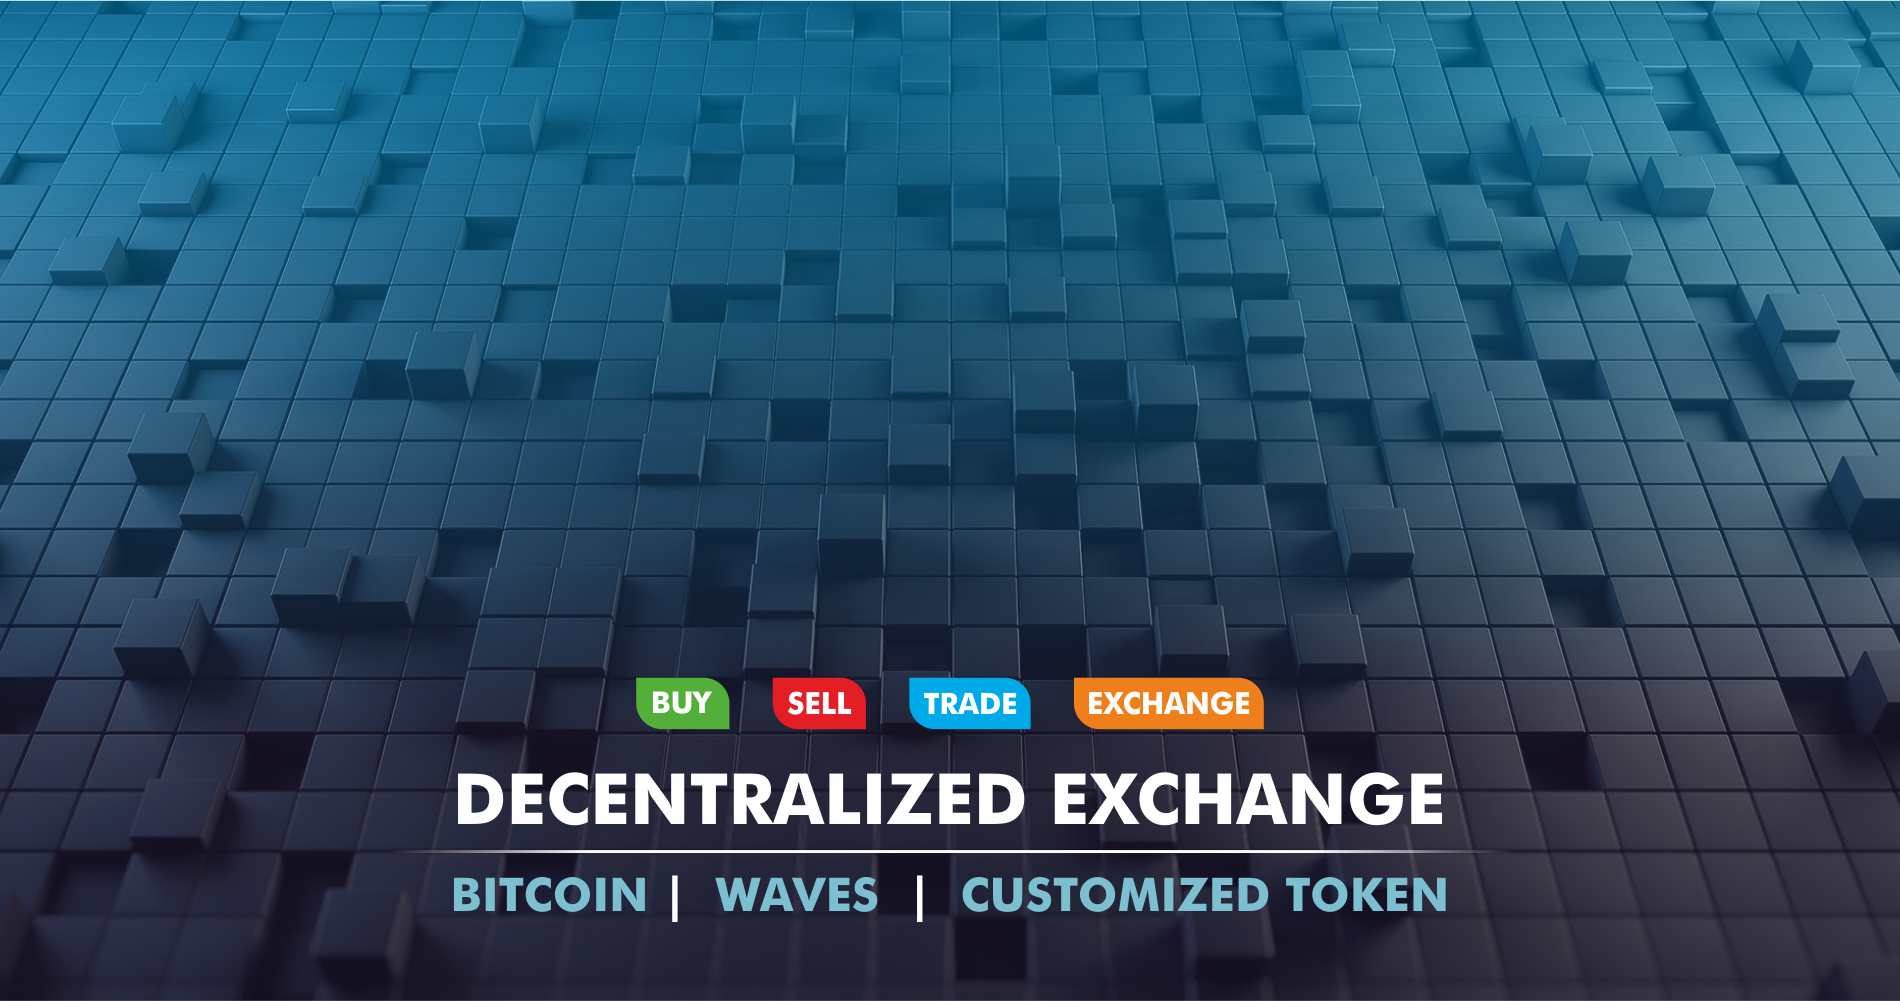 BUY SELL TRADE EXCHANGE
DECENTRALIZED EXCHANGE
BITCOIN | WAVES | CUSTOMIZED TOKEN